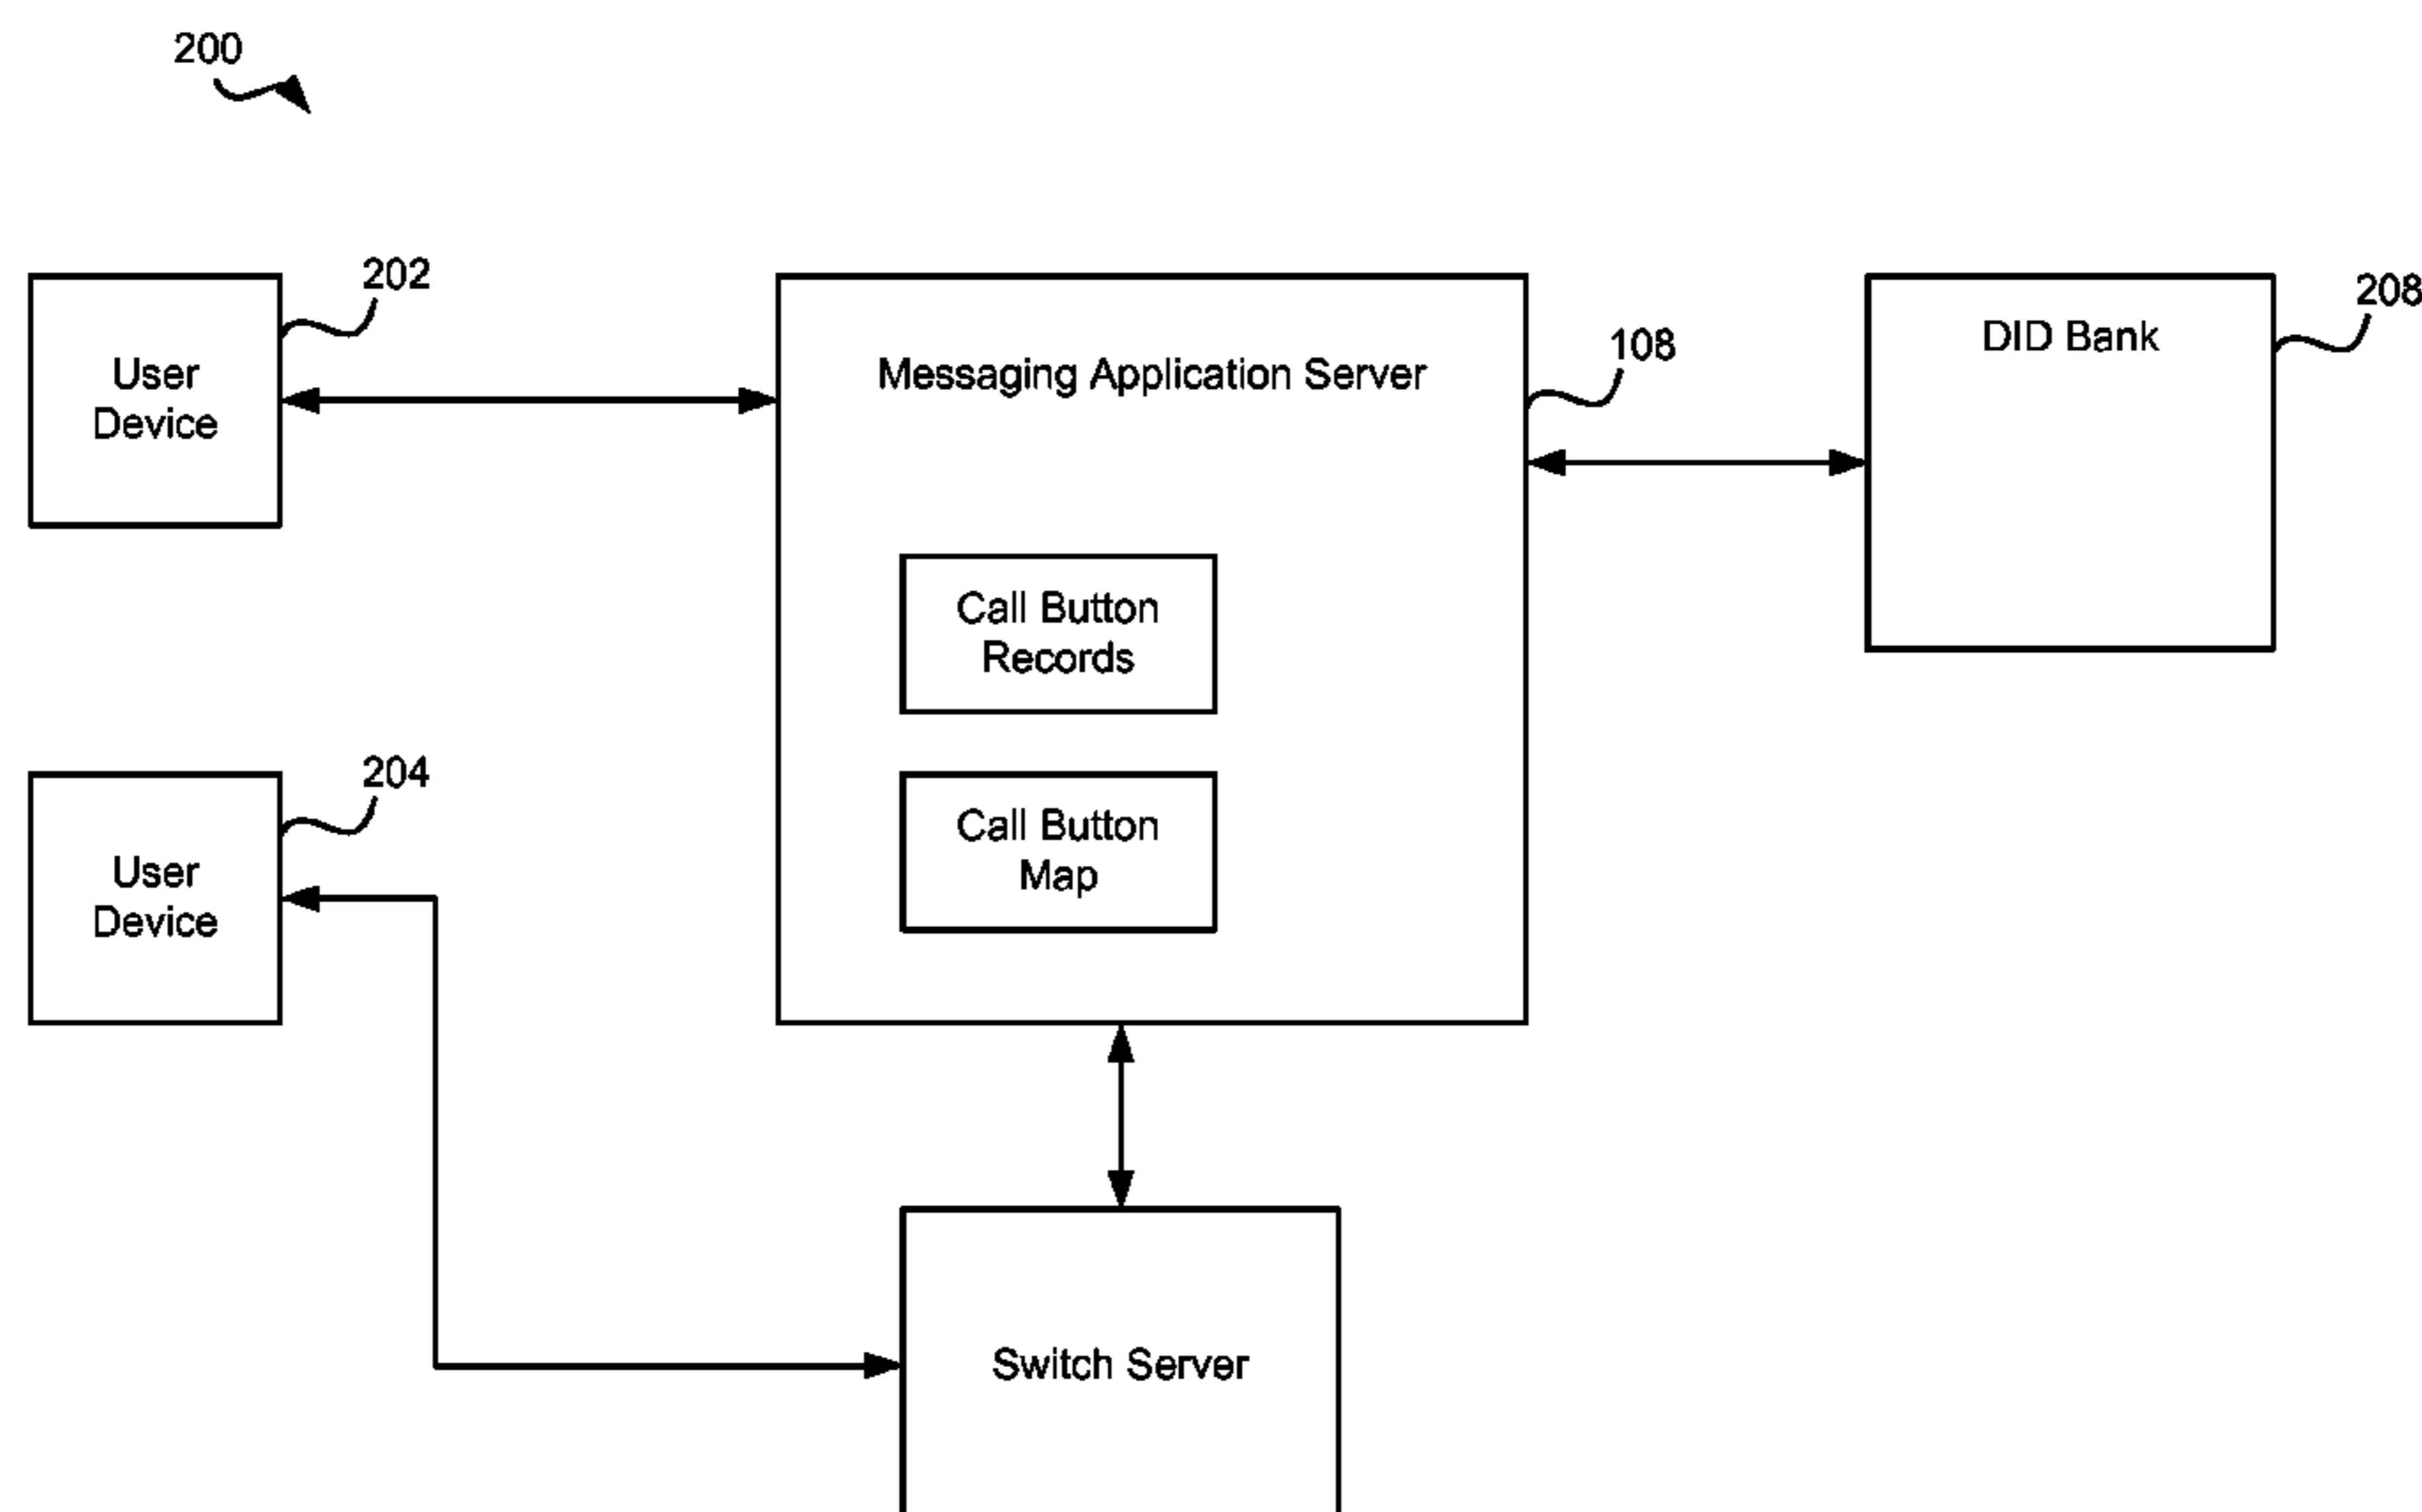 200
202
User
Device
Messaging Application Server
108
DID Bank
208
Call Button
Records
204
User
Device
Call Button
Map
Switch Server